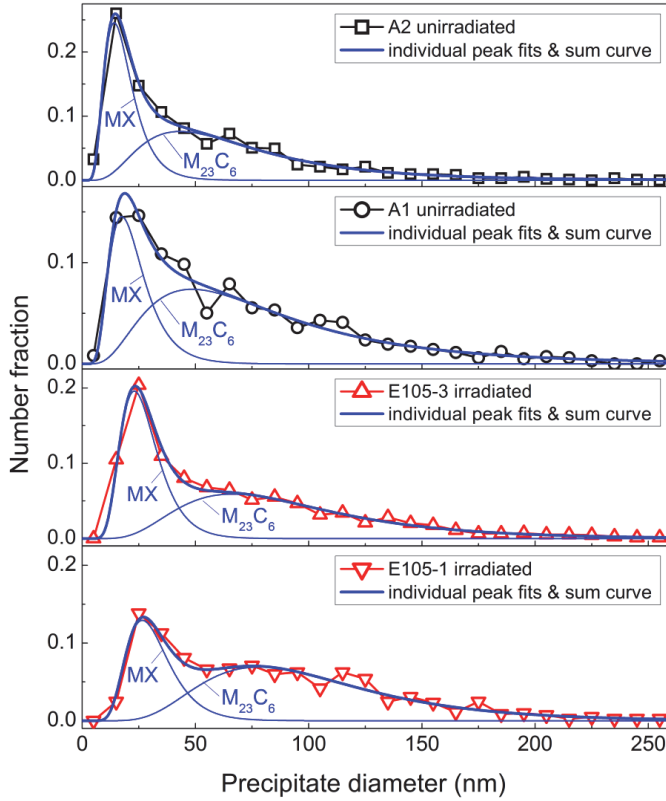 A2 unirradiated
individual peak fits & sum curve
0.2
0.1
0.0
MX
M₂₃C₆
A1 unirradiated
individual peak fits & sum curve
0.1
0.0
MX
M₂₃C₆
E105-3 irradiated
individual peak fits & sum curve
0.2
0.1
0.0
MX
M₂₃C₆
E105-1 irradiated
individual peak fits & sum curve
0.2
0.1
0.0
MX
M₂₃C₆
0 50 100 150 200 250
Number fraction
Precipitate diameter (nm)